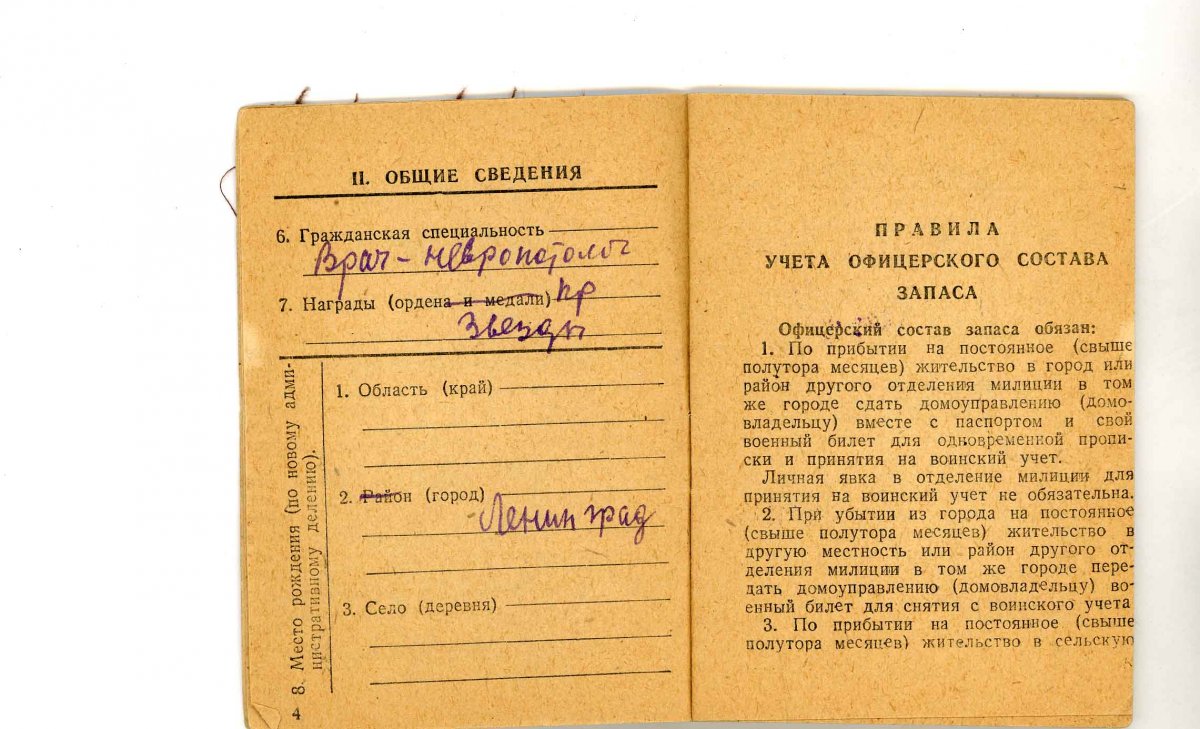 II. ОБЩИЕ СВЕДЕНИЯ
6. Гражданская специальность
Врач - невропотолог
7. Награды (ордена и медали) Кр
Звезды
8. Место рождения (по новому адми-
нистративному делению).
1. Область (край)
2. Район (город)
Ленинград
3. Село (деревня)
4
ПРАВИЛА
УЧЕТА ОФИЦЕРСКОГО СОСТАВА
ЗАПАСА
Офицерский состав запаса обязан:
1. По прибытии на постоянное (свыше
полутора месяцев) жительство в город или
район другого отделения милиции в том
же городе сдать домоуправлению (домо-
владельцу) вместе с паспортом и свой
военный билет для одновременной пропи-
ски и принятия на воинский учет.
Личная явка в отделение милиции для
принятия на воинский учет не обязательна.
2. При убытии из города на постоянное
(свыше полутора месяцев) жительство в
другую местность или район другого от-
деления милиции в том же городе пере-
дать домоуправлению (домовладельцу) во-
енный билет для снятия с воинского учета
3. По прибытии на постоянное (свыше
полутора месяцев) жительство в сельскую